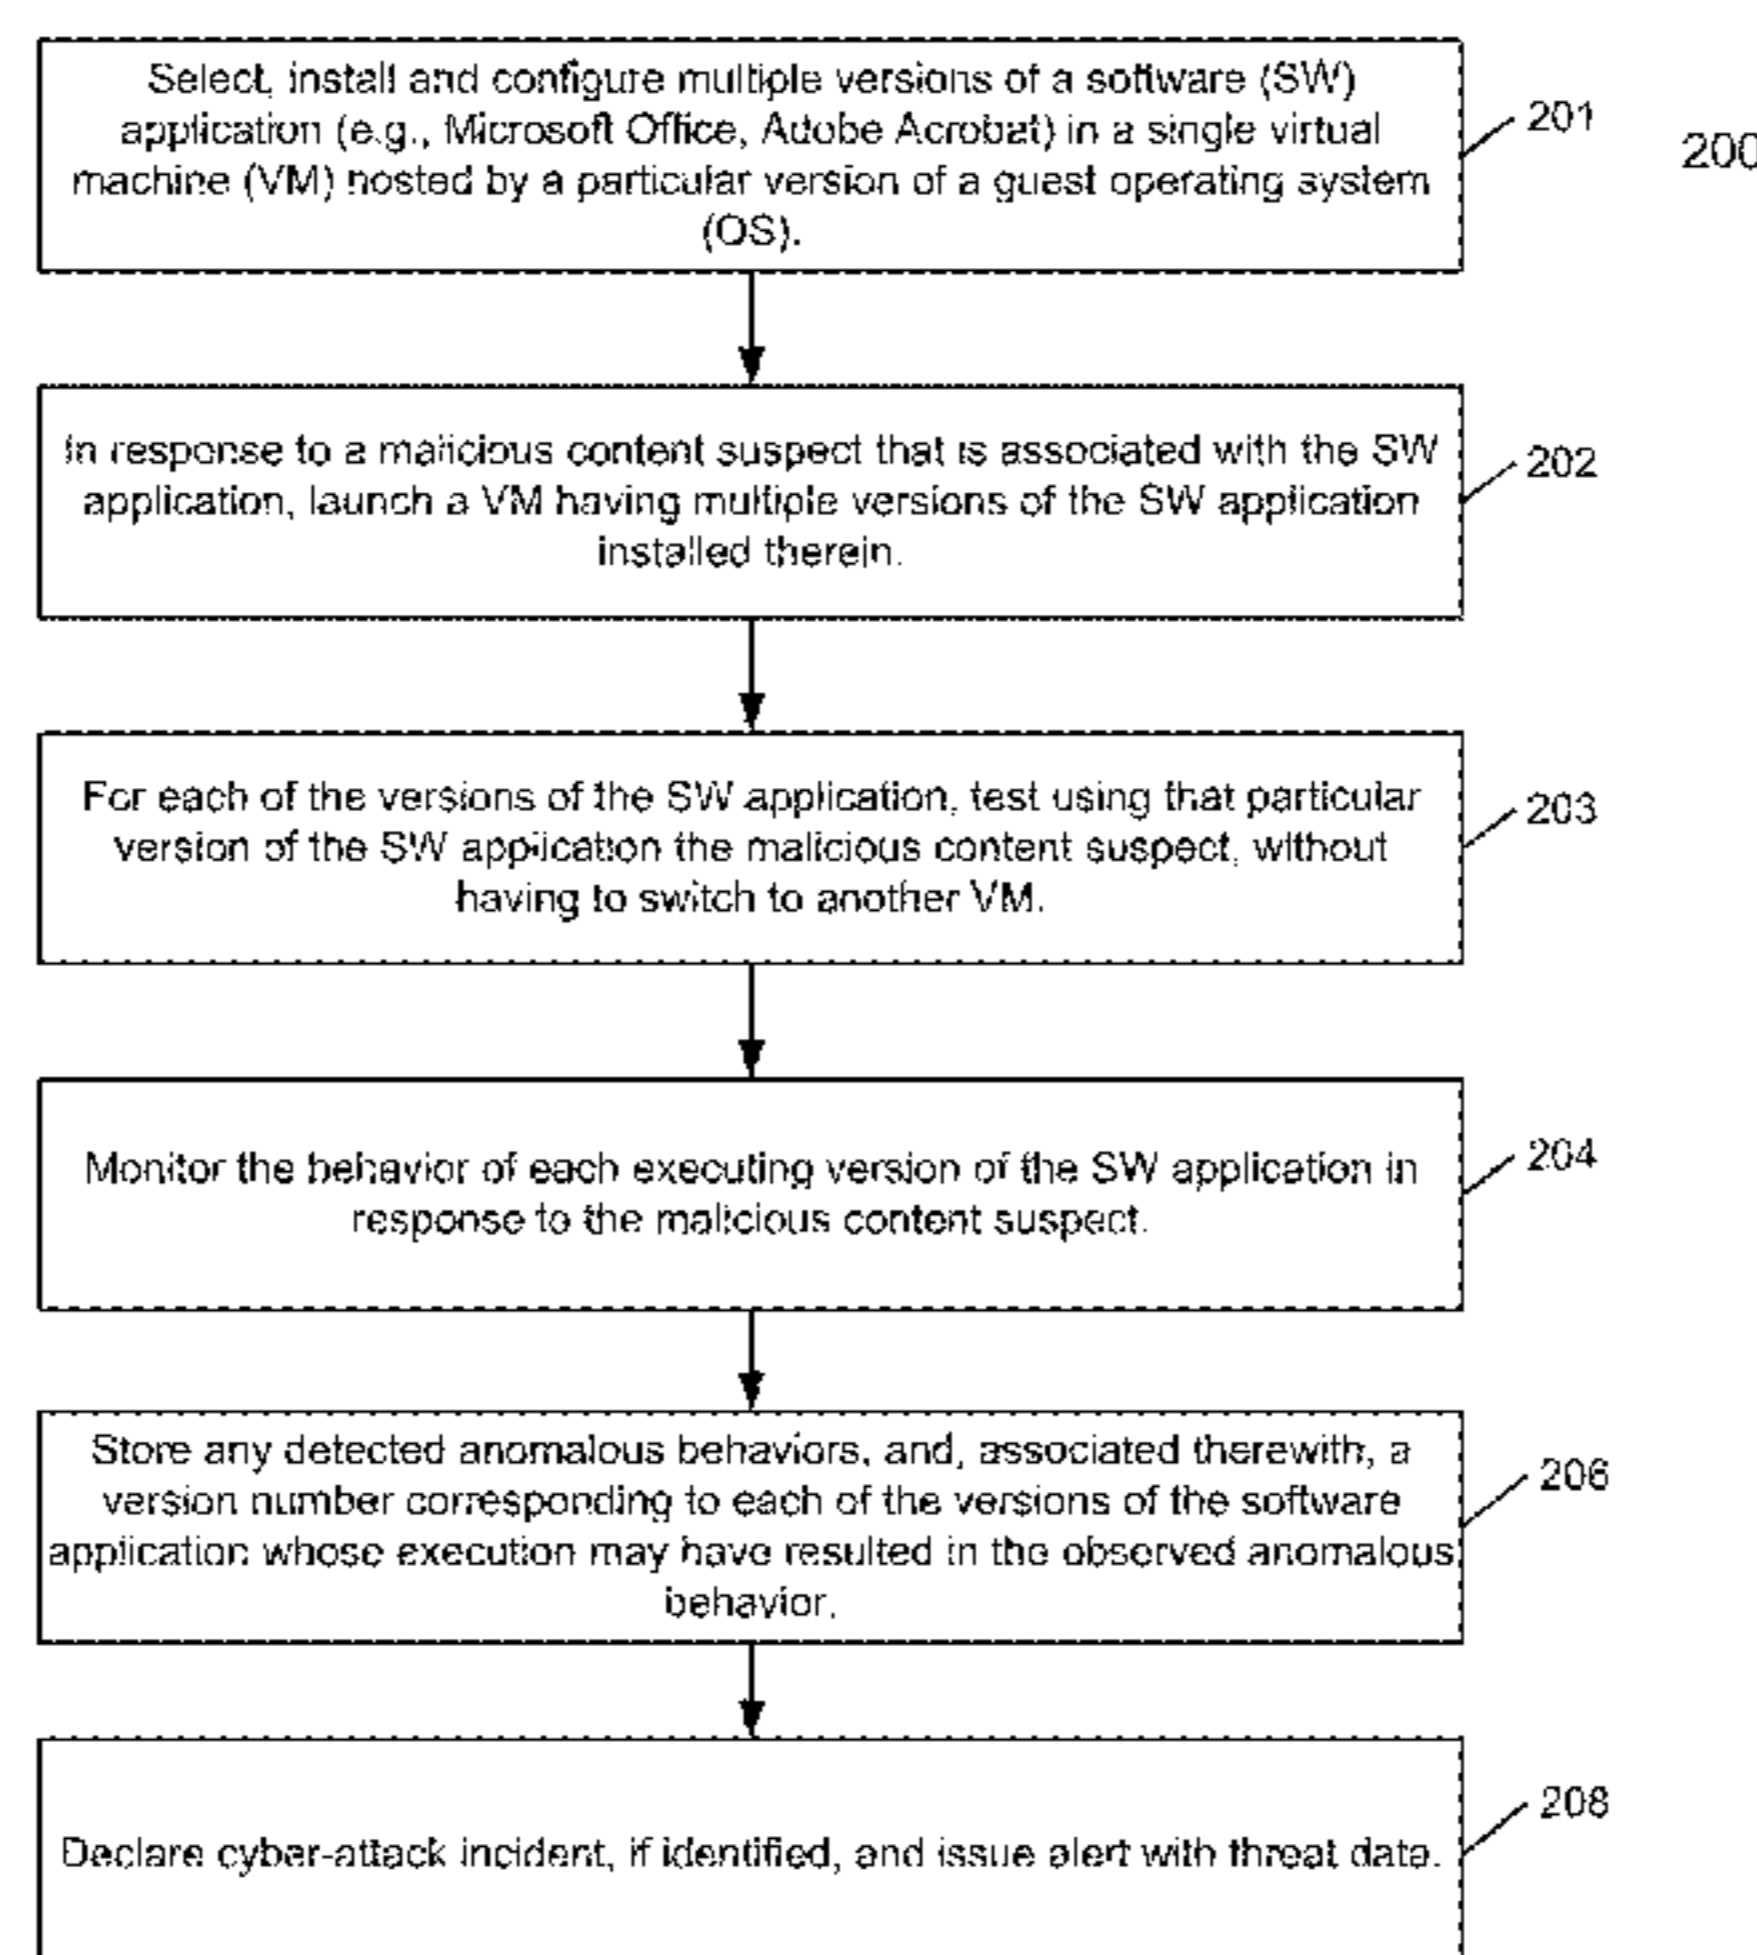 Select, install and configure multiple versions of a software (SW)
application (e.g., Microsoft Office, Adobe Acrobat) in a single virtual
machine (VM) hosted by a particular version of a guest operating system
(OS).
201
200
In response to a malicious content suspect that is associated with the SW
application, launch a VM having multiple versions of the SW application
installed therein.
202
For each of the versions of the SW application, test using that particular
version of the SW application the malicious content suspect, without
having to switch to another VM.
203
Monitor the behavior of each executing version of the SW application in
response to the malicious content suspect.
204
Store any detected anomalous behaviors, and, associated therewith, a
version number corresponding to each of the versions of the software
application whose execution may have resulted in the observed anomalous
behavior.
206
Declare cyber-attack incident, if identified, and issue alert with threat data.
208